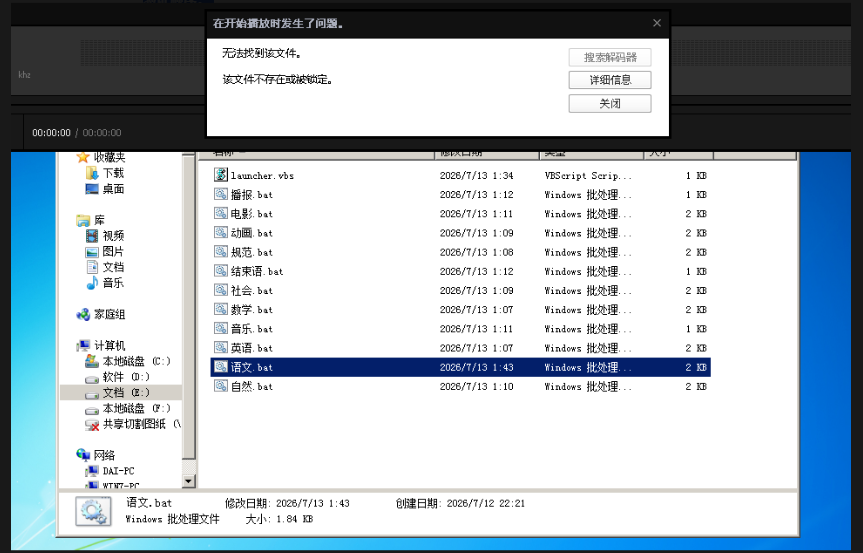 在开始播放时发生了问题。
无法找到该文件。
该文件不存在或被锁定。
搜索解码器
详细信息
关闭
khz
00:00:00 / 00:00:00
名称 修改日期 类型 大小
收藏夹
下载
桌面
库
视频
图片
文档
音乐
家庭组
计算机
本地磁盘 (C:)
软件 (D:)
文档 (E:)
本地磁盘 (F:)
共享切割图纸 (\
网络
DAI-PC
WIN7-PC
launcher.vbs 2026/7/13 1:34 VBScript Scrip... 1 KB
播报.bat 2026/7/13 1:12 Windows 批处理... 1 KB
电影.bat 2026/7/13 1:11 Windows 批处理... 2 KB
动画.bat 2026/7/13 1:09 Windows 批处理... 2 KB
规范.bat 2026/7/13 1:08 Windows 批处理... 2 KB
结束语.bat 2026/7/13 1:12 Windows 批处理... 1 KB
社会.bat 2026/7/13 1:09 Windows 批处理... 2 KB
数学.bat 2026/7/13 1:07 Windows 批处理... 2 KB
音乐.bat 2026/7/13 1:11 Windows 批处理... 1 KB
英语.bat 2026/7/13 1:07 Windows 批处理... 2 KB
语文.bat 2026/7/13 1:43 Windows 批处理... 2 KB
自然.bat 2026/7/13 1:10 Windows 批处理... 2 KB
语文.bat 修改日期: 2026/7/13 1:43 创建日期: 2026/7/12 22:21
Windows 批处理文件 大小: 1.84 KB